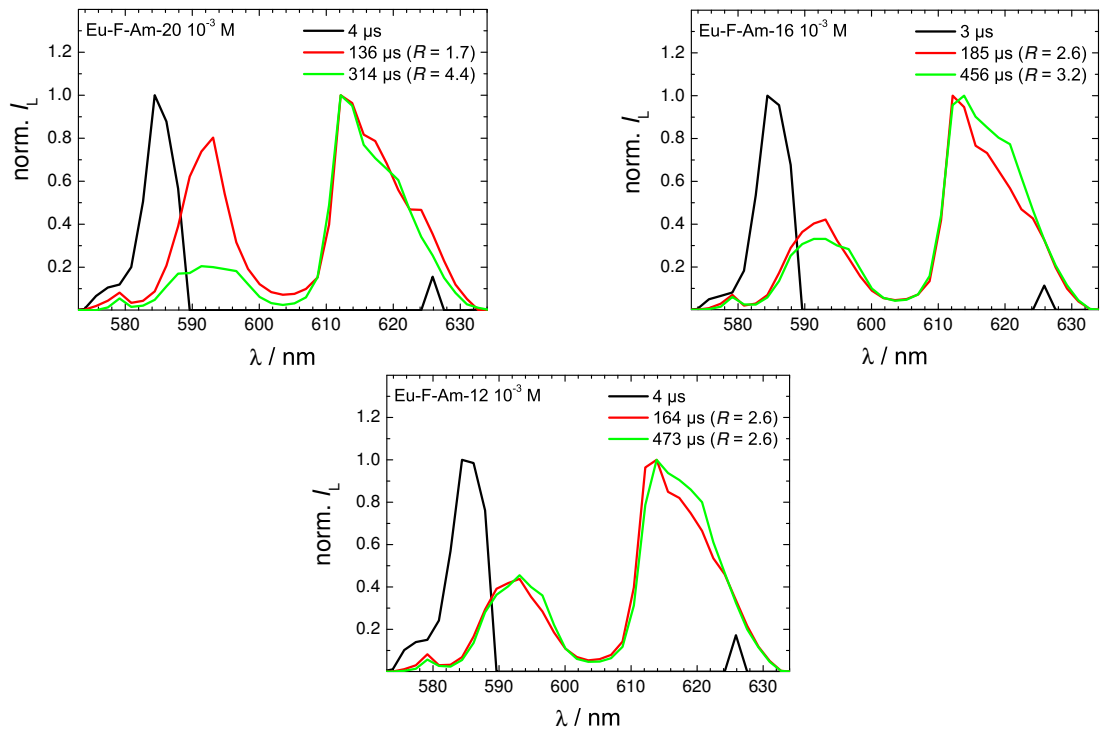 Eu-F-Am-20 10⁻³ M
4 µs
136 µs (R = 1.7)
314 µs (R = 4.4)
norm. I_L
1.2
1.0
0.8
0.6
0.4
0.2
580 590 600 610 620 630
λ / nm
Eu-F-Am-16 10⁻³ M
3 µs
185 µs (R = 2.6)
456 µs (R = 3.2)
norm. I_L
1.2
1.0
0.8
0.6
0.4
0.2
580 590 600 610 620 630
λ / nm
Eu-F-Am-12 10⁻³ M
4 µs
164 µs (R = 2.6)
473 µs (R = 2.6)
norm. I_L
1.2
1.0
0.8
0.6
0.4
0.2
580 590 600 610 620 630
λ / nm